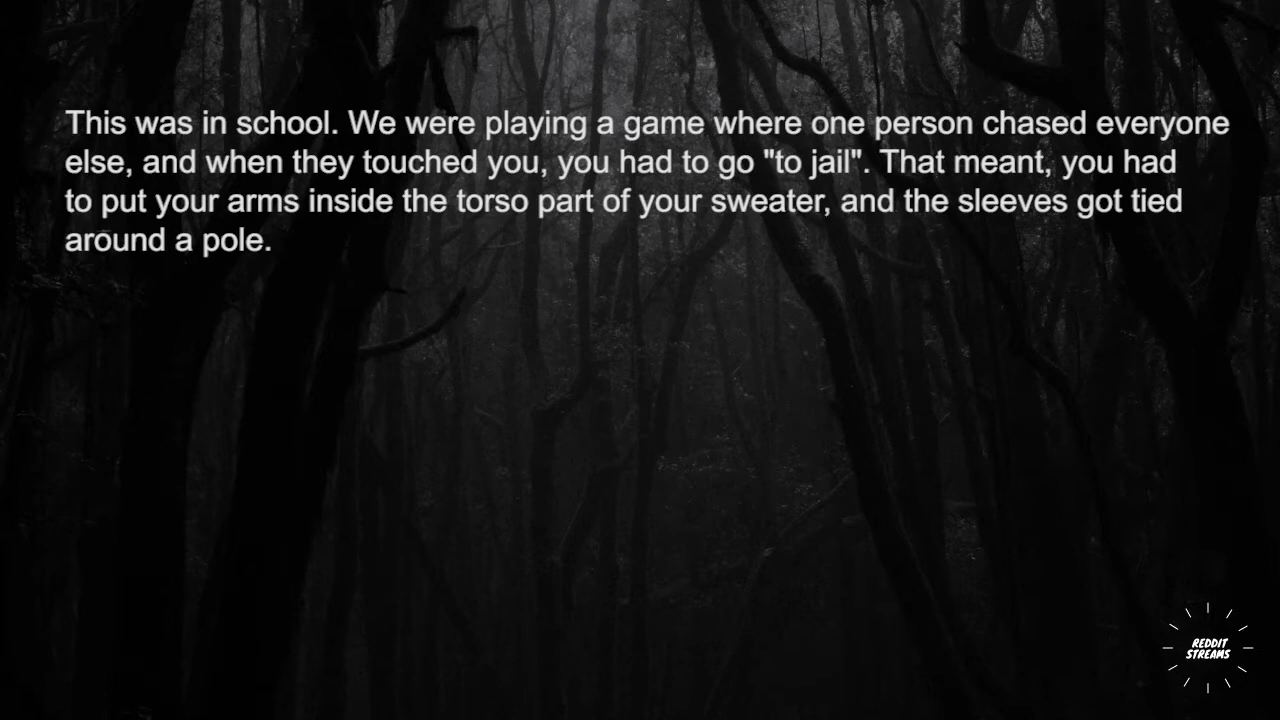 This was in school. We were playing a game where one person chased everyone
else, and when they touched you, you had to go "to jail". That meant, you had
to put your arms inside the torso part of your sweater, and the sleeves got tied
around a pole.
REDDIT
STREAMS